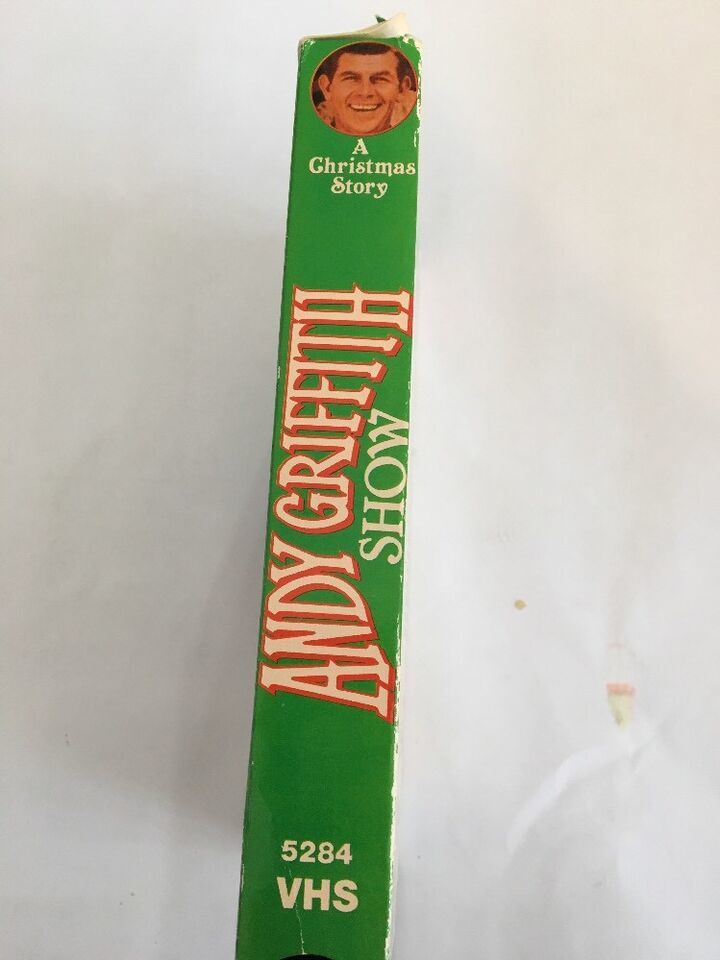 A
Christmas
Story
ANDY GRIFFITH
SHOW
5284
VHS